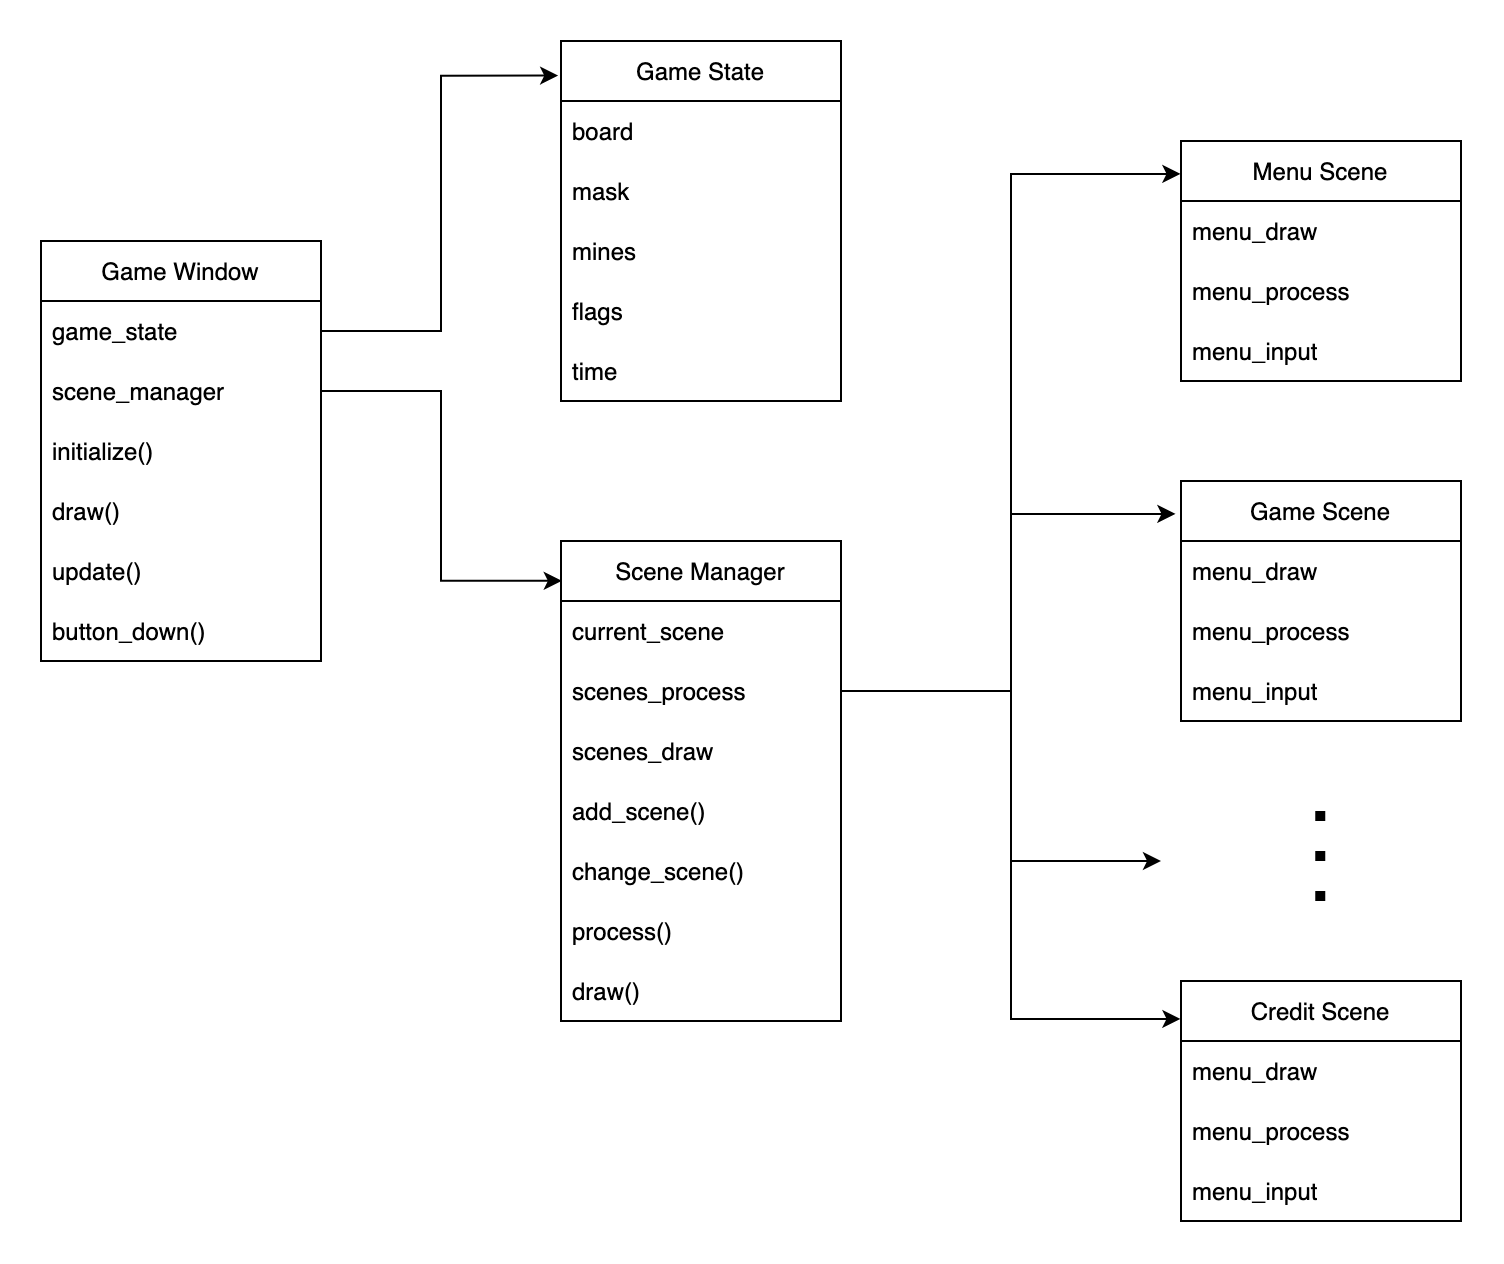 Game Window
game_state
scene_manager
initialize()
draw()
update()
button_down()
Game State
board
mask
mines
flags
time
Scene Manager
current_scene
scenes_process
scenes_draw
add_scene()
change_scene()
process()
draw()
Menu Scene
menu_draw
menu_process
menu_input
Game Scene
menu_draw
menu_process
menu_input
Credit Scene
menu_draw
menu_process
menu_input